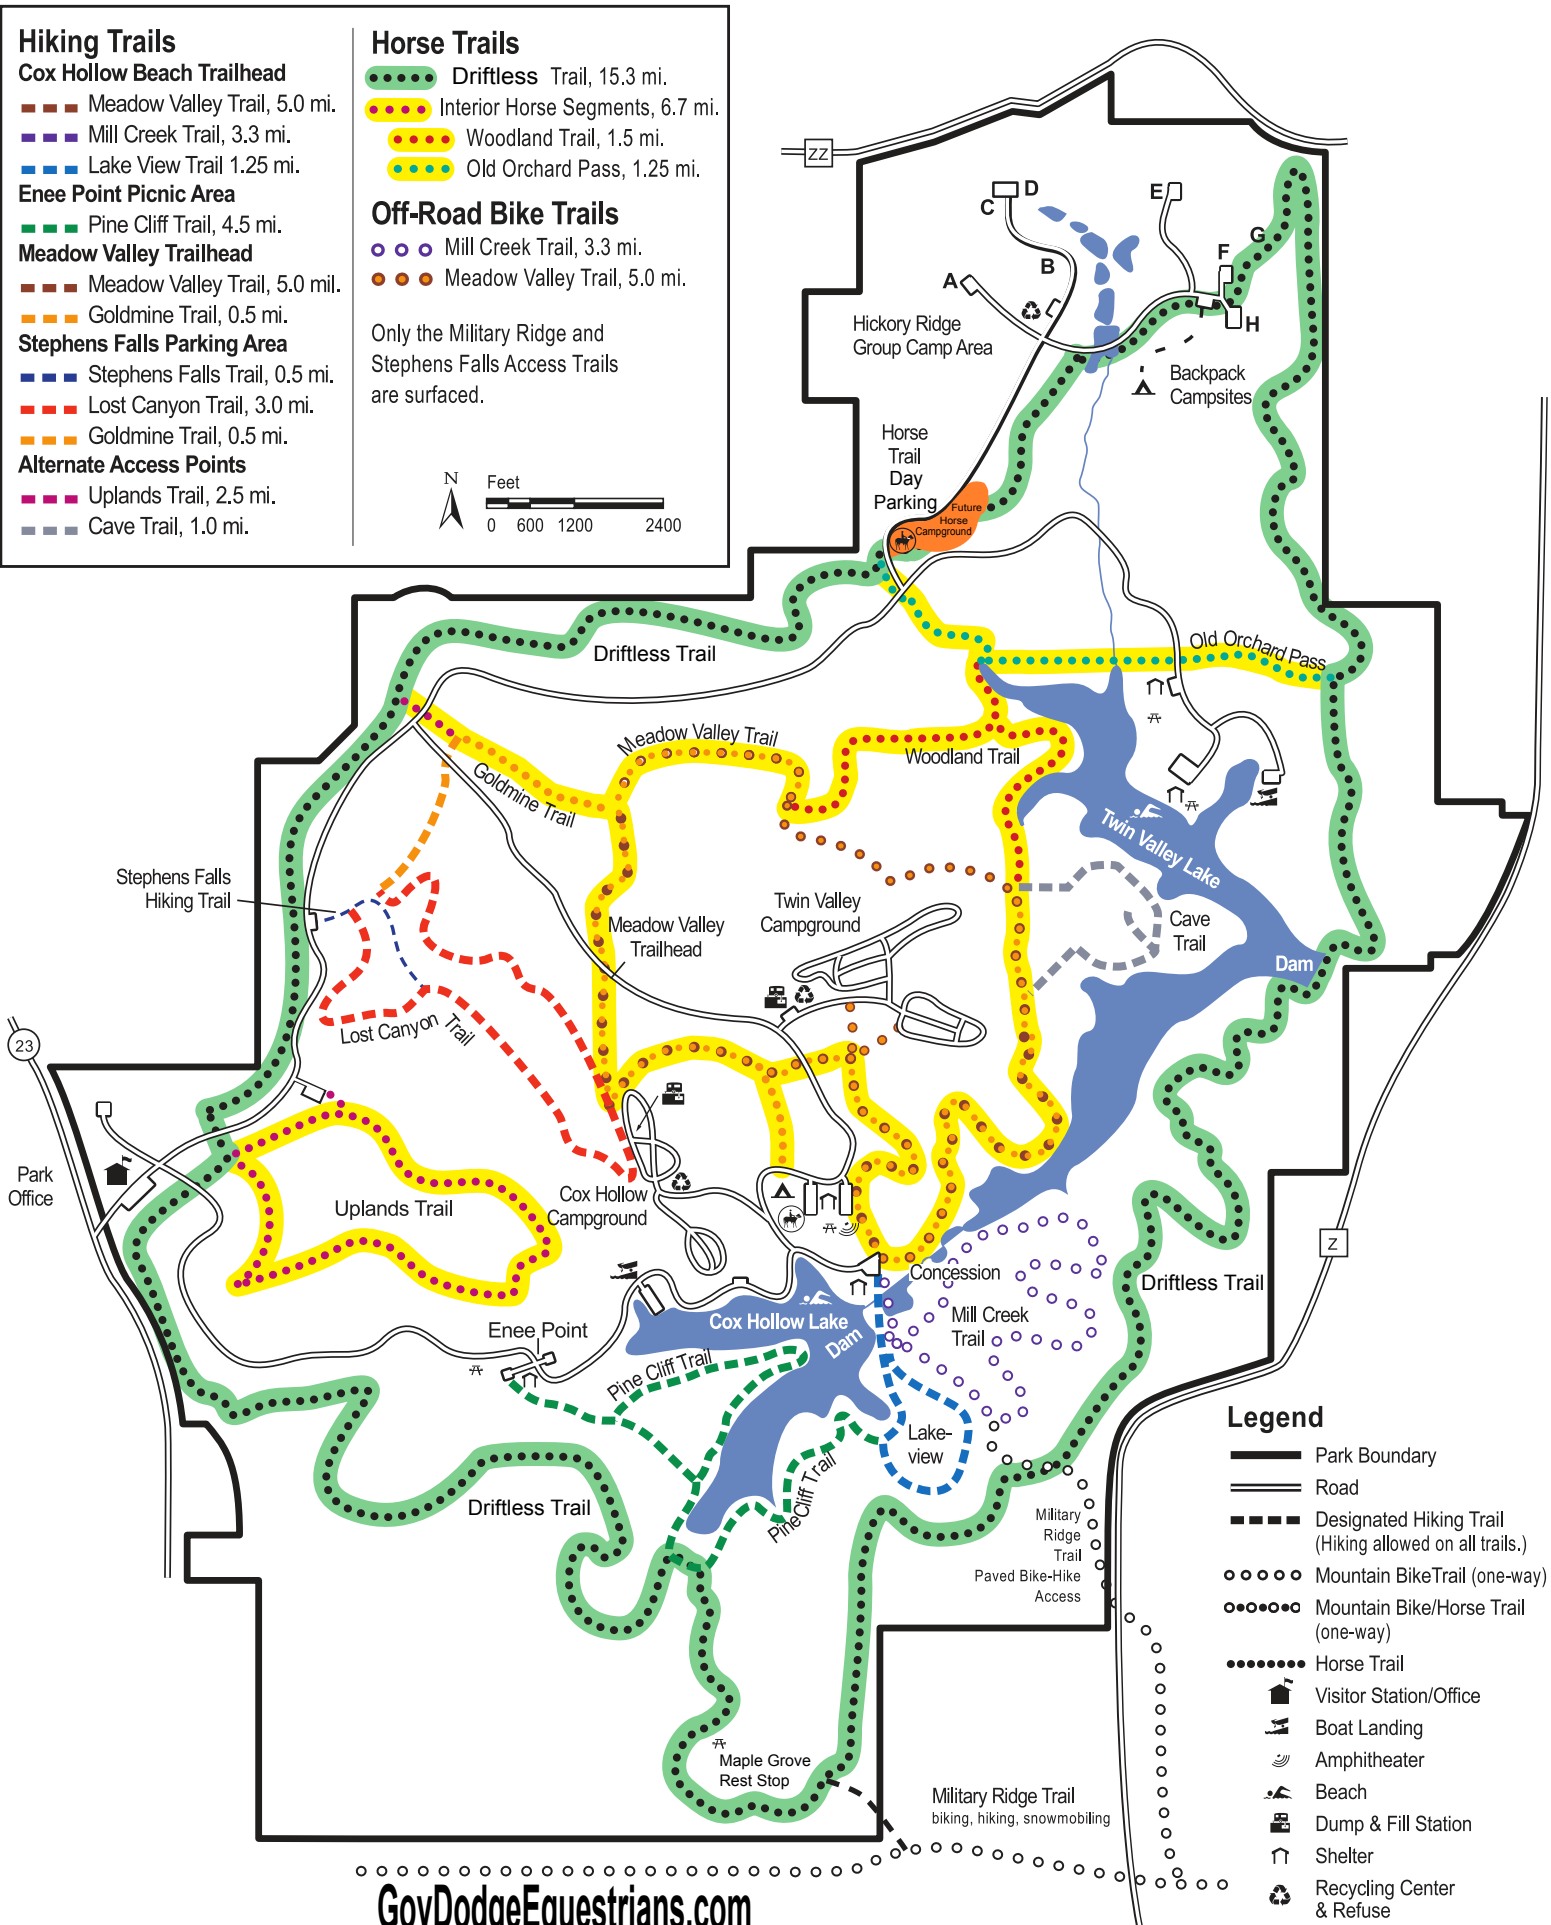 Hiking Trails
Cox Hollow Beach Trailhead
Meadow Valley Trail, 5.0 mi.
Mill Creek Trail, 3.3 mi.
Lake View Trail 1.25 mi.
Enee Point Picnic Area
Pine Cliff Trail, 4.5 mi.
Meadow Valley Trailhead
Meadow Valley Trail, 5.0 mil.
Goldmine Trail, 0.5 mi.
Stephens Falls Parking Area
Stephens Falls Trail, 0.5 mi.
Lost Canyon Trail, 3.0 mi.
Goldmine Trail, 0.5 mi.
Alternate Access Points
Uplands Trail, 2.5 mi.
Cave Trail, 1.0 mi.
Horse Trails
Driftless Trail, 15.3 mi.
Interior Horse Segments, 6.7 mi.
Woodland Trail, 1.5 mi.
Old Orchard Pass, 1.25 mi.
Off-Road Bike Trails
Mill Creek Trail, 3.3 mi.
Meadow Valley Trail, 5.0 mi.
Only the Military Ridge and
Stephens Falls Access Trails
are surfaced.
N
Feet
0 600 1200 2400
ZZ
D
C
E
B
A
G
F
H
Hickory Ridge
Group Camp Area
Backpack
Campsites
Horse
Trail
Day
Parking
Future
Horse
Campground
Driftless Trail
Old Orchard Pass
Meadow Valley Trail
Woodland Trail
Goldmine Trail
Twin Valley Lake
Stephens Falls
Hiking Trail
Meadow Valley
Trailhead
Twin Valley
Campground
Cave
Trail
Dam
Lost Canyon Trail
23
Park
Office
Uplands Trail
Cox Hollow
Campground
Concession
Z
Driftless Trail
Mill Creek
Trail
Enee Point
Cox Hollow Lake
Dam
Pine Cliff Trail
Lake-
view
PineCliff Trail
Driftless Trail
Military
Ridge
Trail
Paved Bike-Hike
Access
Maple Grove
Rest Stop
Military Ridge Trail
biking, hiking, snowmobiling
Legend
Park Boundary
Road
Designated Hiking Trail
(Hiking allowed on all trails.)
Mountain BikeTrail (one-way)
Mountain Bike/Horse Trail
(one-way)
Horse Trail
Visitor Station/Office
Boat Landing
Amphitheater
Beach
Dump & Fill Station
Shelter
Recycling Center
& Refuse
GovDodgeEquestrians.com